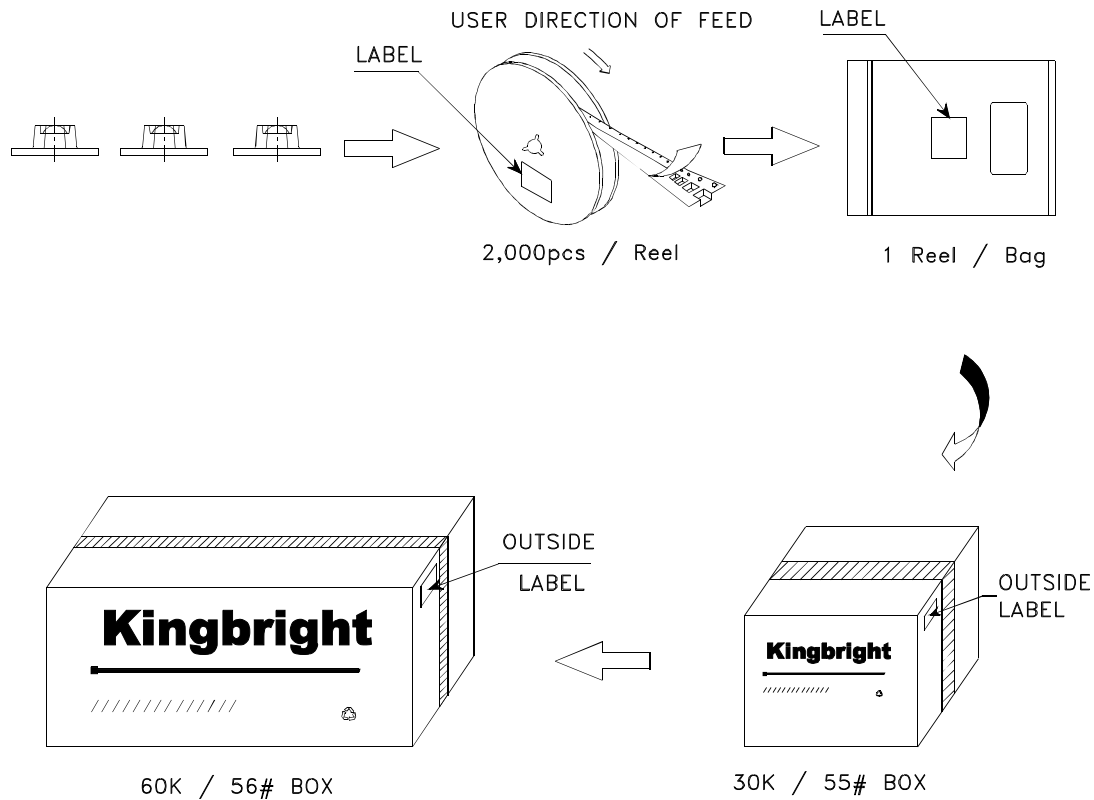 USER DIRECTION OF FEED
LABEL
LABEL
2,000pcs / Reel
1 Reel / Bag
OUTSIDE
LABEL
OUTSIDE
LABEL
Kingbright
Kingbright
60K / 56# BOX
30K / 55# BOX